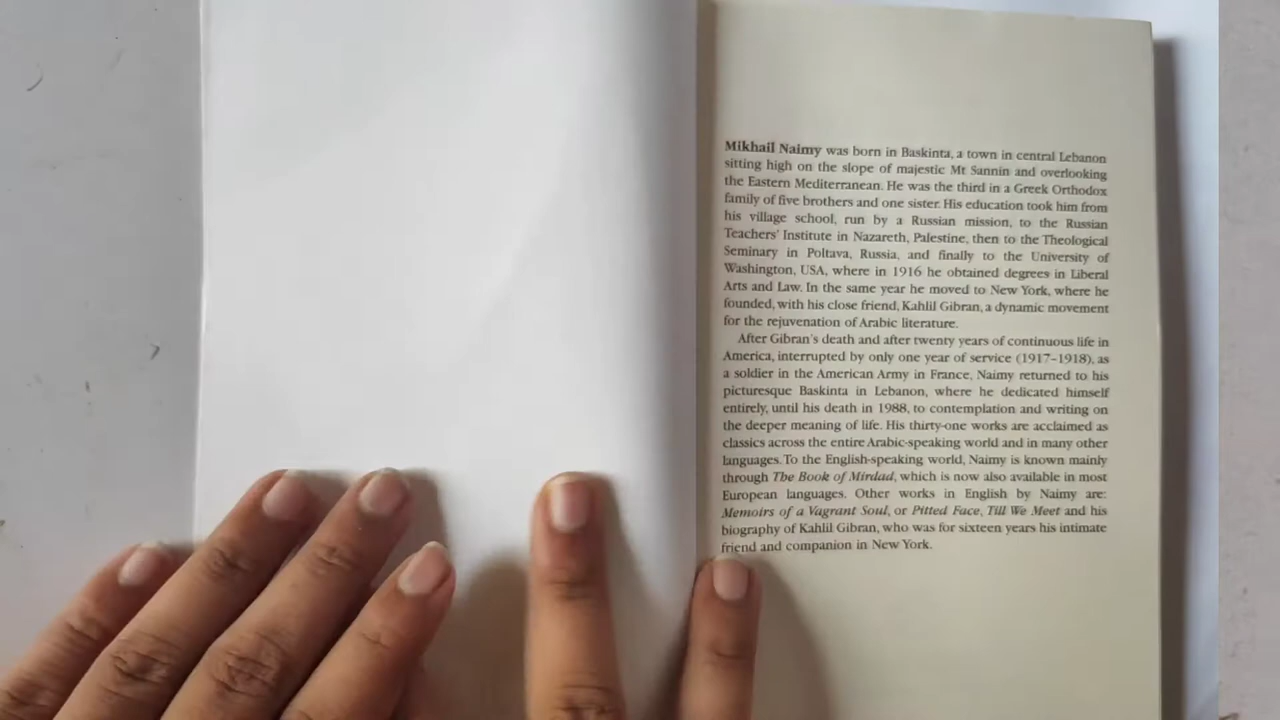 Mikhail Naimy was born in Baskinta, a town in central Lebanon
sitting high on the slope of majestic Mt Sannin and overlooking
the Eastern Mediterranean. He was the third in a Greek Orthodox
family of five brothers and one sister. His education took him from
his village school, run by a Russian mission, to the Russian
Teachers' Institute in Nazareth, Palestine, then to the Theological
Seminary in Poltava, Russia, and finally to the University of
Washington, USA, where in 1916 he obtained degrees in Liberal
Arts and Law. In the same year he moved to New York, where he
founded, with his close friend, Kahlil Gibran, a dynamic movement
for the rejuvenation of Arabic literature.
After Gibran's death and after twenty years of continuous life in
America, interrupted by only one year of service (1917–1918), as
a soldier in the American Army in France, Naimy returned to his
picturesque Baskinta in Lebanon, where he dedicated himself
entirely, until his death in 1988, to contemplation and writing on
the deeper meaning of life. His thirty-one works are acclaimed as
classics across the entire Arabic-speaking world and in many other
languages. To the English-speaking world, Naimy is known mainly
through The Book of Mirdad, which is now also available in most
European languages. Other works in English by Naimy are:
Memoirs of a Vagrant Soul, or Pitted Face, Till We Meet and his
biography of Kahlil Gibran, who was for sixteen years his intimate
friend and companion in New York.